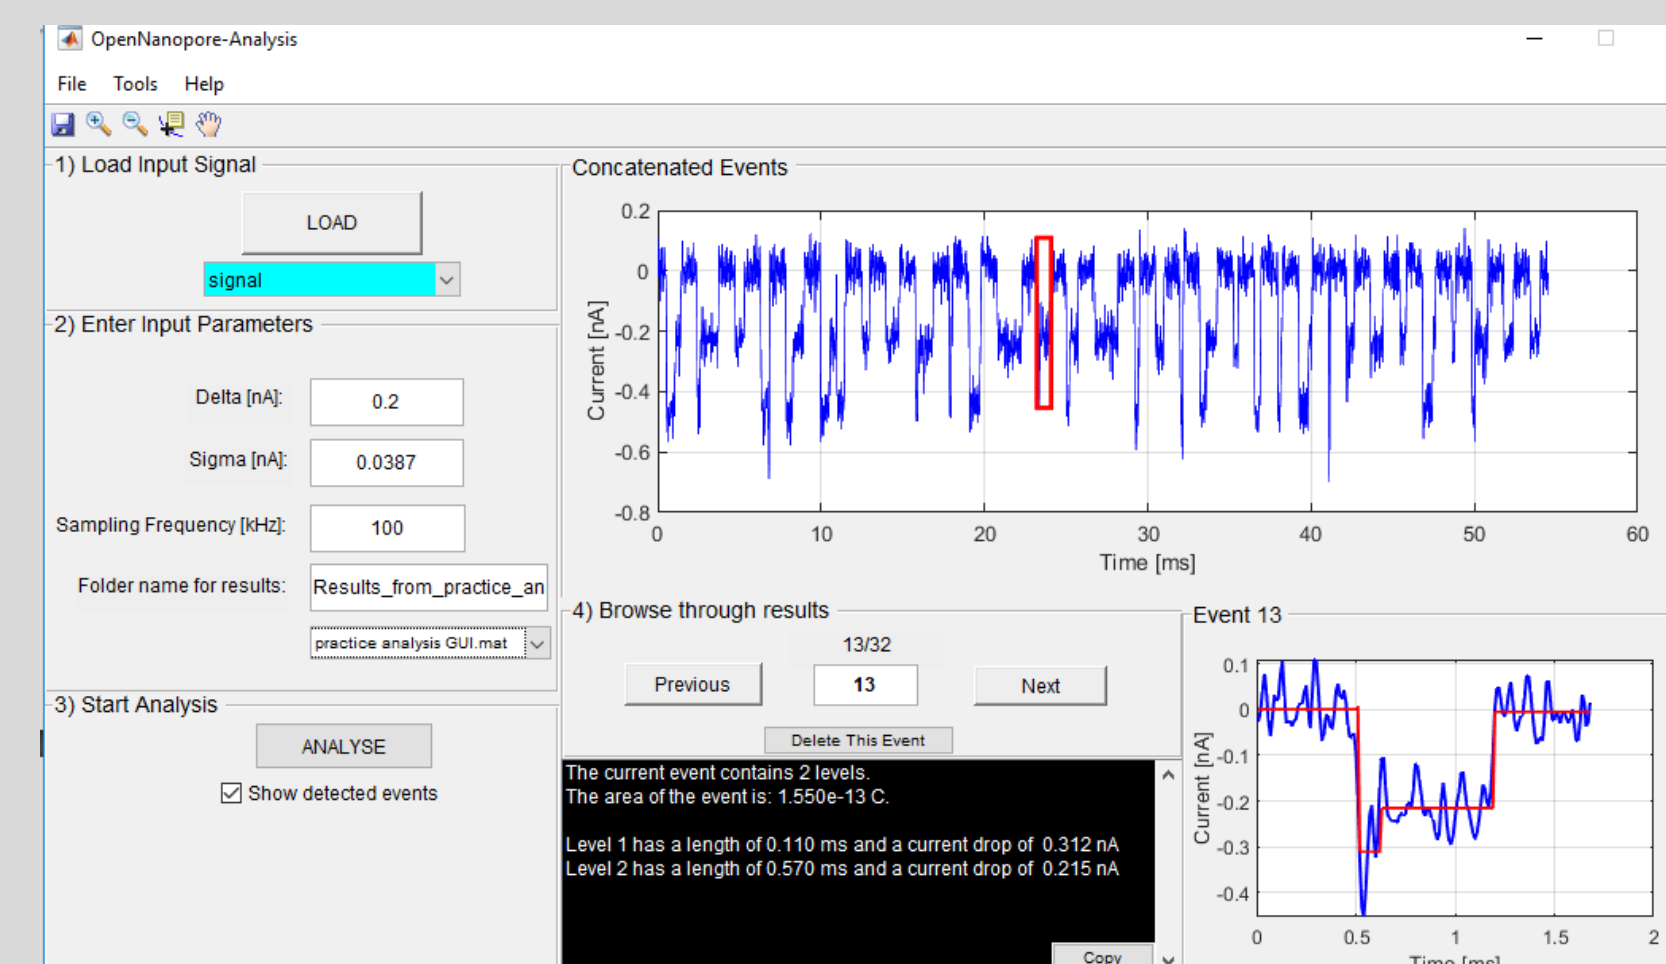 OpenNanopore-Analysis
File Tools Help
1) Load Input Signal
LOAD
signal
2) Enter Input Parameters
Delta [nA]: 0.2
Sigma [nA]: 0.0387
Sampling Frequency [kHz]: 100
Folder name for results: Results_from_practice_an
practice analysis GUI.mat
3) Start Analysis
ANALYSE
Show detected events
Concatenated Events
0.2
0
-0.2
-0.4
-0.6
-0.8
Current [nA]
0 10 20 30 40 50 60
Time [ms]
4) Browse through results
13/32
Previous 13 Next
Delete This Event
The current event contains 2 levels.
The area of the event is: 1.550e-13 C.
Level 1 has a length of 0.110 ms and a current drop of 0.312 nA
Level 2 has a length of 0.570 ms and a current drop of 0.215 nA
Copy
Event 13
0.1
0
-0.1
-0.2
-0.3
-0.4
Current [nA]
0 0.5 1 1.5 2
Time [ms]